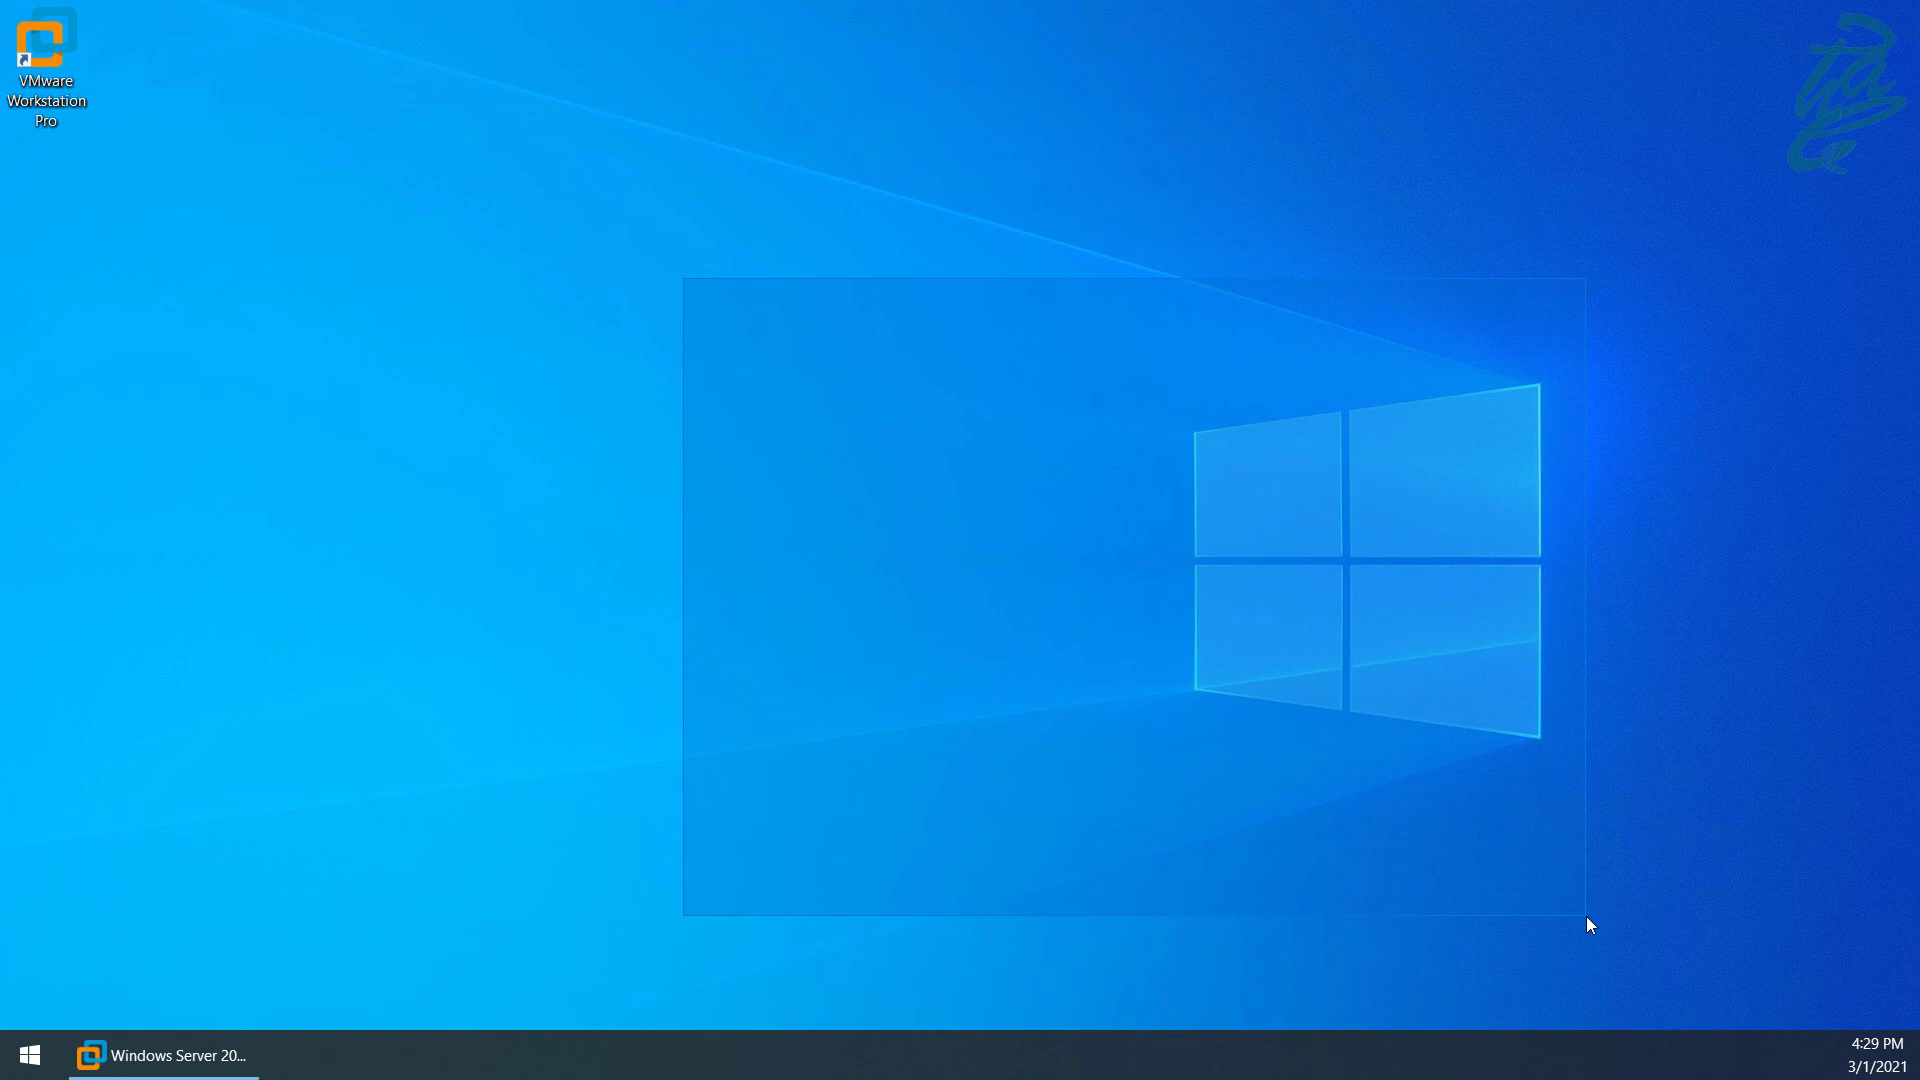 VMware
Workstation
Pro
Windows Server 20...
4:29 PM
3/1/2021